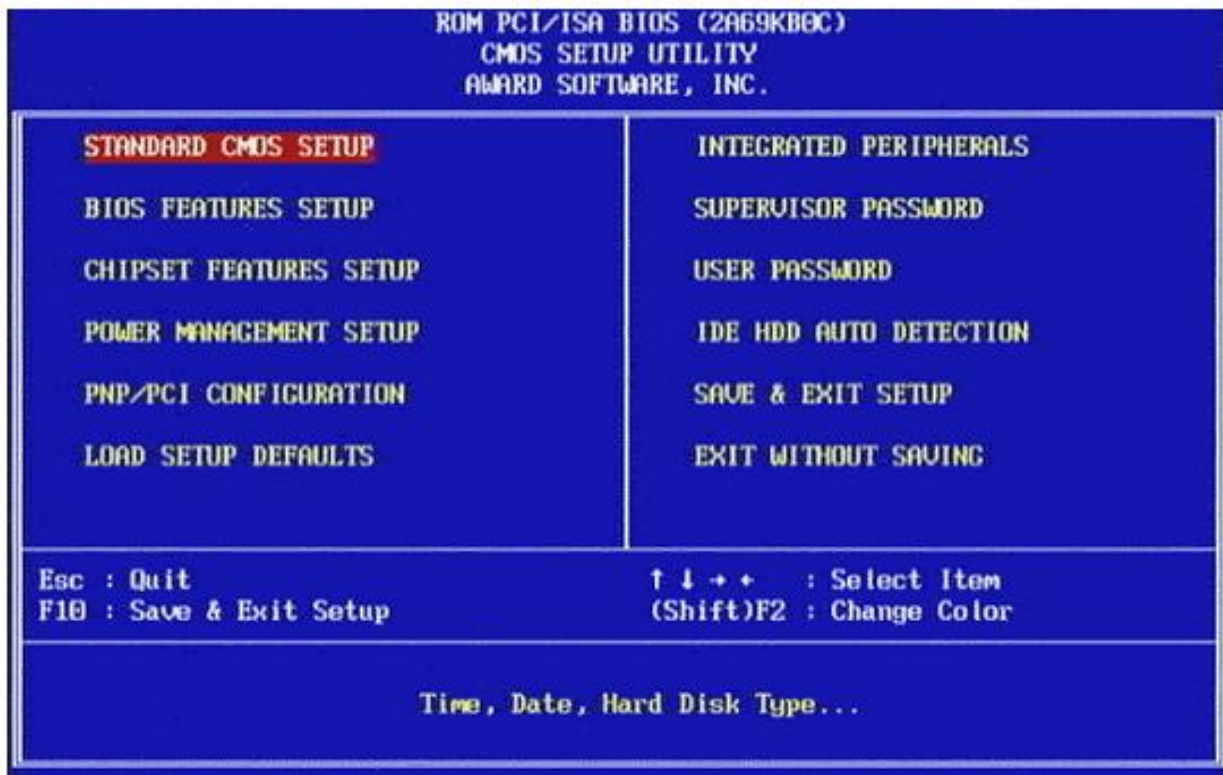 ROM PCI/ISA BIOS (2A69KB0C)
CMOS SETUP UTILITY
AWARD SOFTWARE, INC.
STANDARD CMOS SETUP
BIOS FEATURES SETUP
CHIPSET FEATURES SETUP
POWER MANAGEMENT SETUP
PNP/PCI CONFIGURATION
LOAD SETUP DEFAULTS
INTEGRATED PERIPHERALS
SUPERVISOR PASSWORD
USER PASSWORD
IDE HDD AUTO DETECTION
SAVE & EXIT SETUP
EXIT WITHOUT SAVING
Esc : Quit
F10 : Save & Exit Setup
↑ ↓ → ← : Select Item
(Shift)F2 : Change Color
Time, Date, Hard Disk Type...